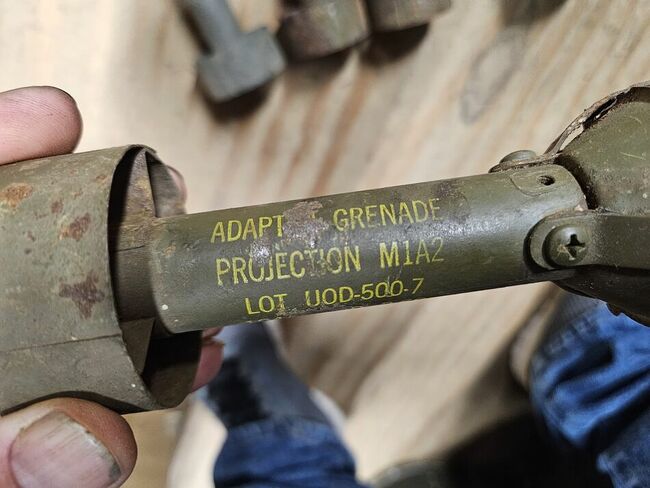 ADAPT GRENADE
PROJECTION M1A2
LOT UOD-500-7